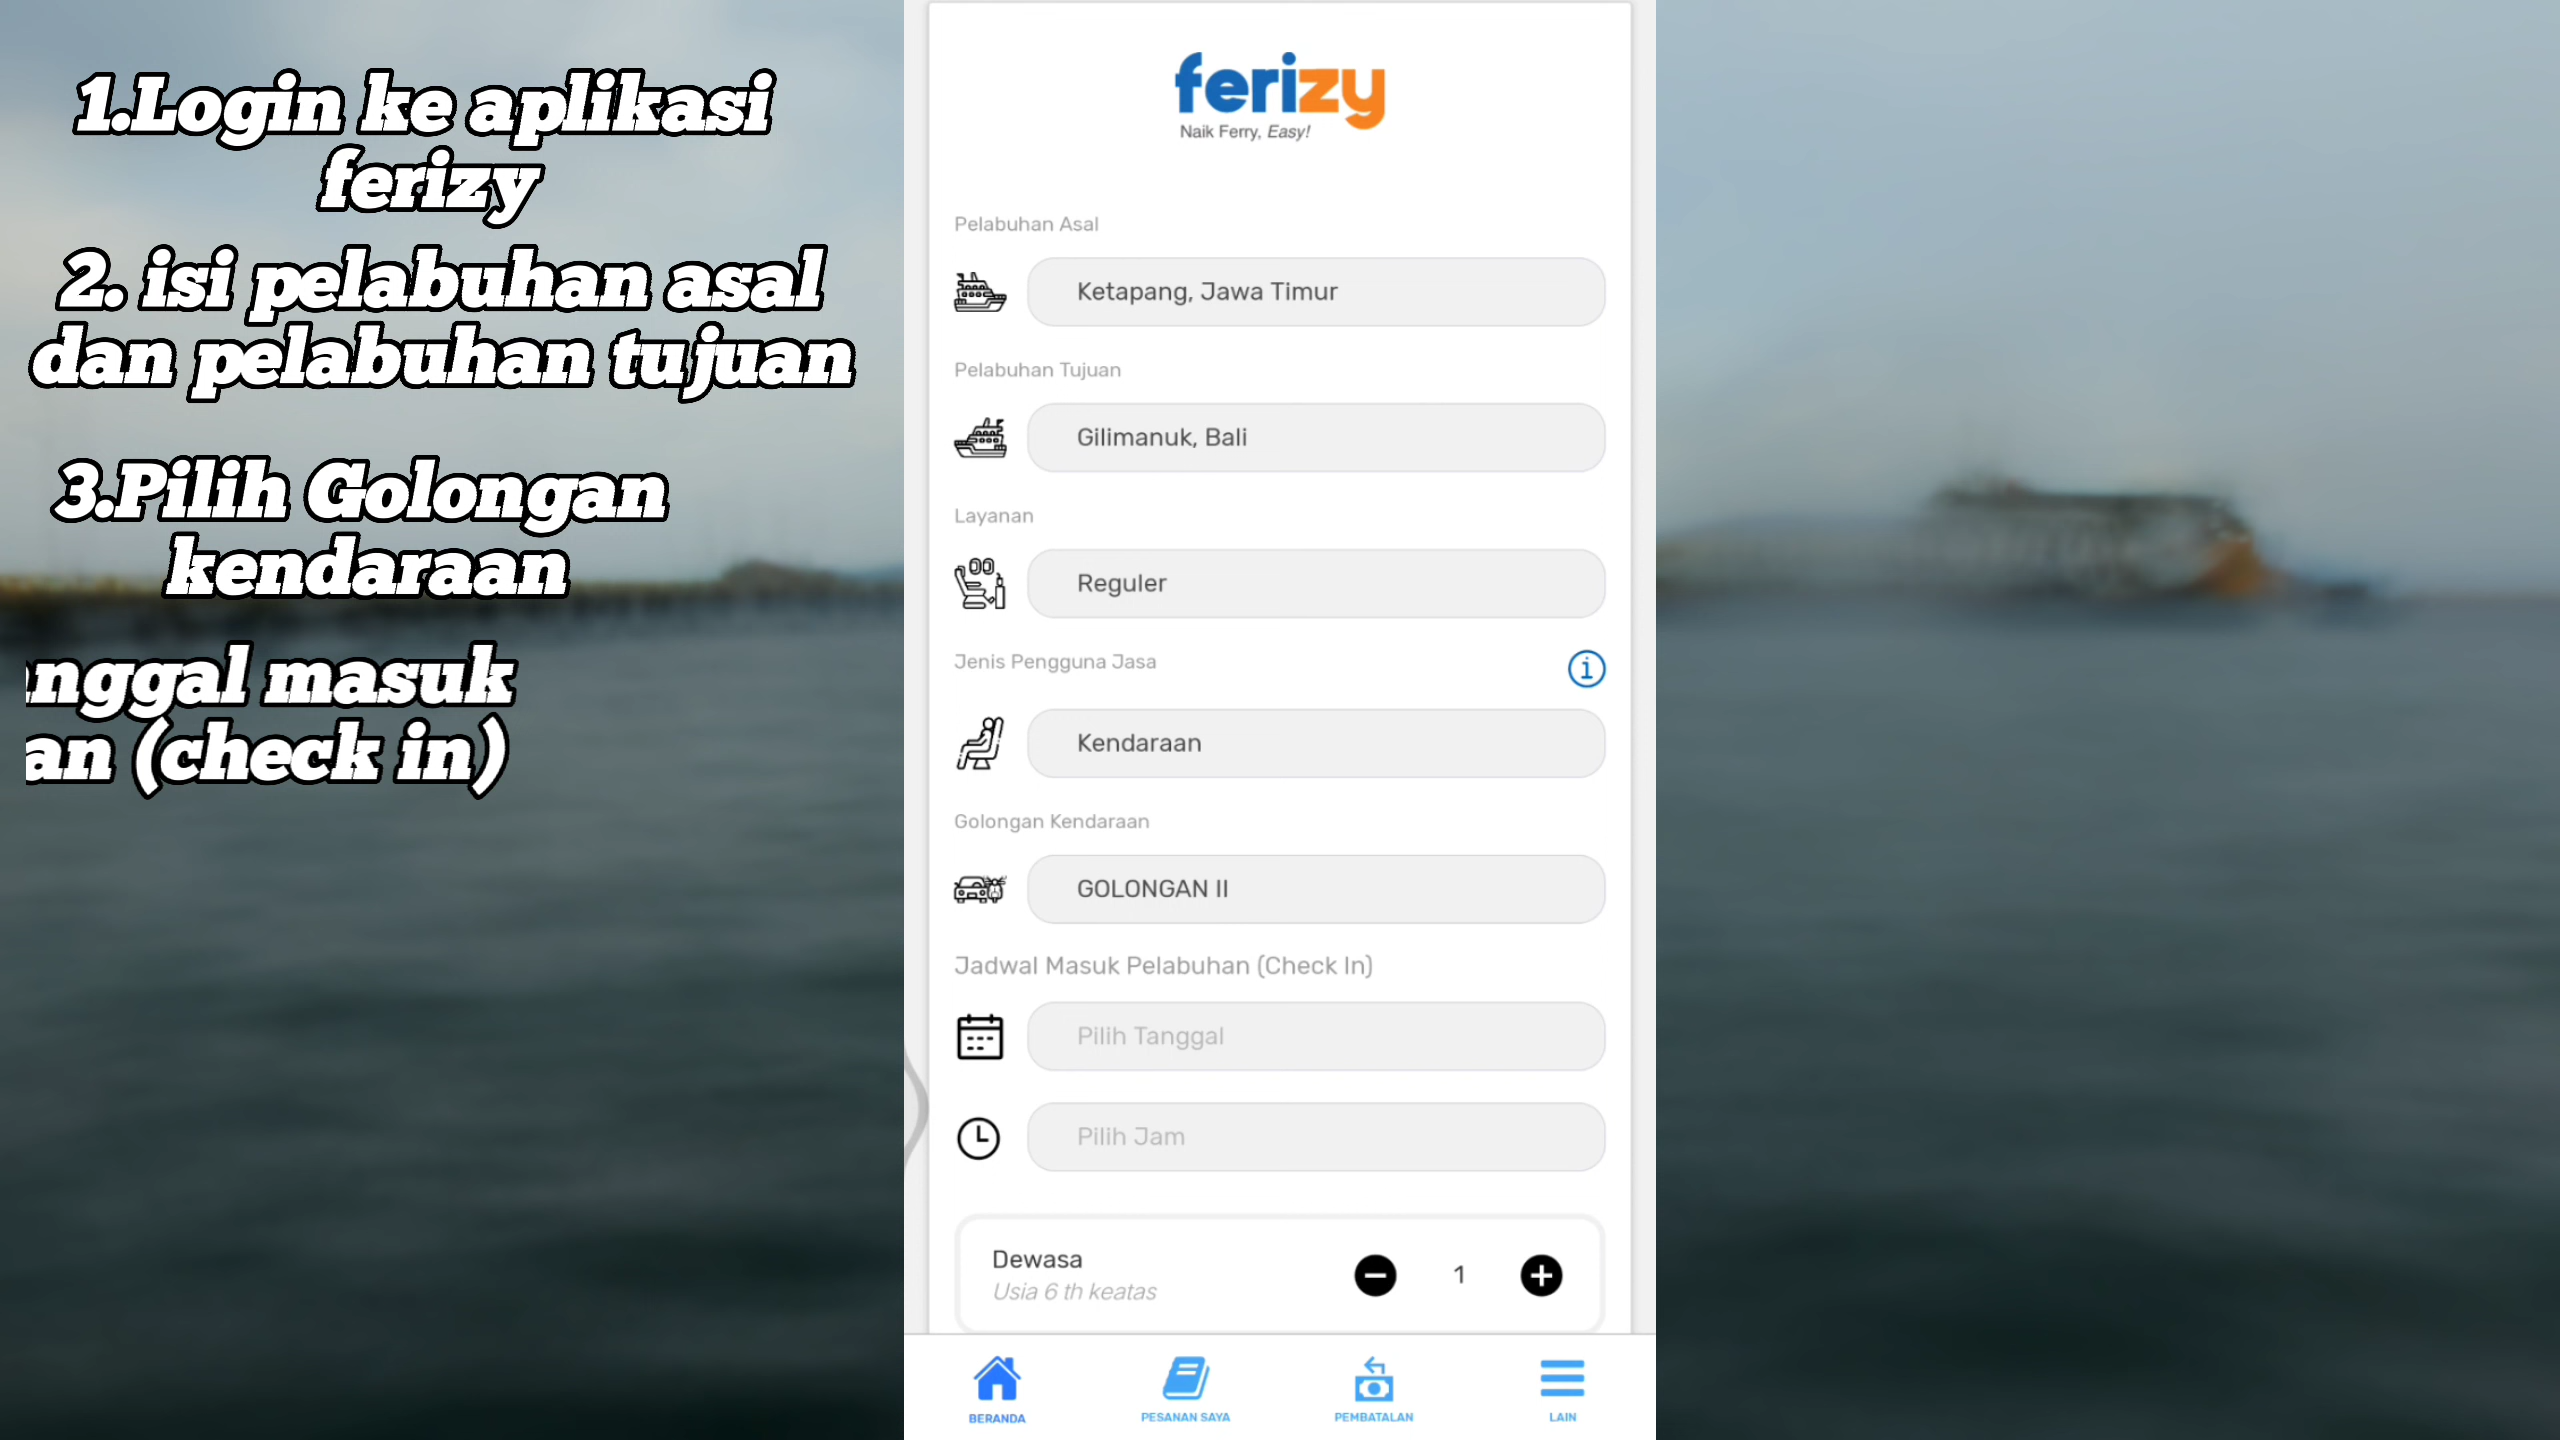 1.Login ke aplikasi
ferizy
2. isi pelabuhan asal
dan pelabuhan tujuan
3.Pilih Golongan
kendaraan
masuk
(check in)
ferizy
Naik Ferry, Easy!
Pelabuhan Asal
Ketapang, Jawa Timur
Pelabuhan Tujuan
Gilimanuk, Bali
Layanan
Reguler
Jenis Pengguna Jasa
Kendaraan
Golongan Kendaraan
GOLONGAN II
Jadwal Masuk Pelabuhan (Check In)
Pilih Tanggal
Pilih Jam
Dewasa
Usia 6 th keatas
1
BERANDA
PESANAN SAYA
PEMBATALAN
LAIN